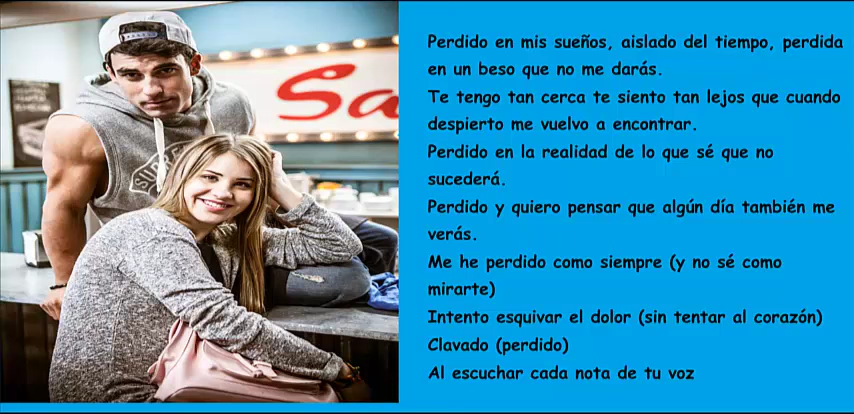 Sa
SUP
Perdido en mis sueños, aislado del tiempo, perdida
en un beso que no me darás.
Te tengo tan cerca te siento tan lejos que cuando
despierto me vuelvo a encontrar.
Perdido en la realidad de lo que sé que no
sucederá.
Perdido y quiero pensar que algún día también me
verás.
Me he perdido como siempre (y no sé como
mirarte)
Intento esquivar el dolor (sin tentar al corazón)
Clavado (perdido)
Al escuchar cada nota de tu voz